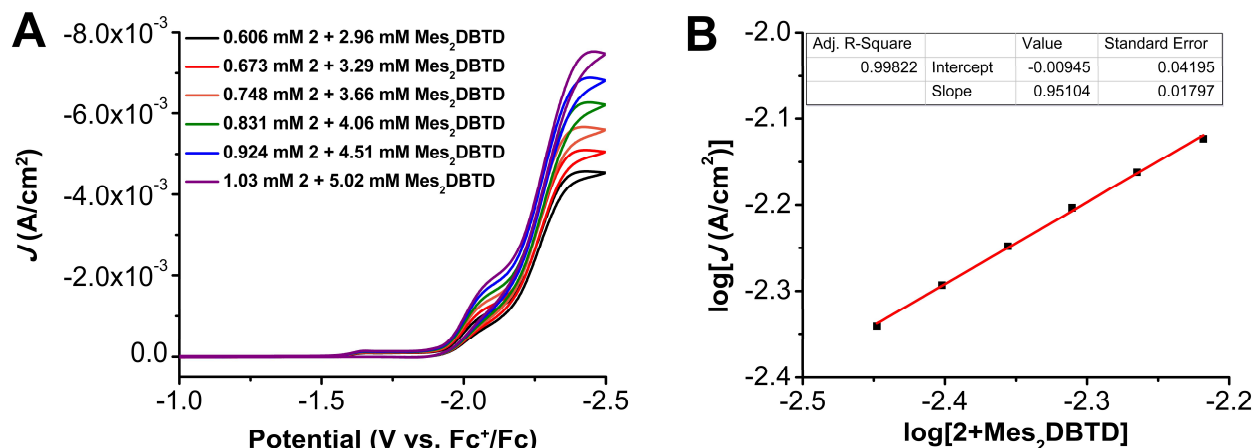 A
-8.0x10⁻³
-6.0x10⁻³
-4.0x10⁻³
-2.0x10⁻³
0.0
J (A/cm²)
0.606 mM 2 + 2.96 mM Mes₂DBTD
0.673 mM 2 + 3.29 mM Mes₂DBTD
0.748 mM 2 + 3.66 mM Mes₂DBTD
0.831 mM 2 + 4.06 mM Mes₂DBTD
0.924 mM 2 + 4.51 mM Mes₂DBTD
1.03 mM 2 + 5.02 mM Mes₂DBTD
-1.0 -1.5 -2.0 -2.5
Potential (V vs. Fc⁺/Fc)
B
-2.0
-2.1
-2.2
-2.3
-2.4
log[J (A/cm²)]
Adj. R-Square Value Standard Error
0.99822 Intercept -0.00945 0.04195
Slope 0.95104 0.01797
-2.5 -2.4 -2.3 -2.2
log[2+Mes₂DBTD]